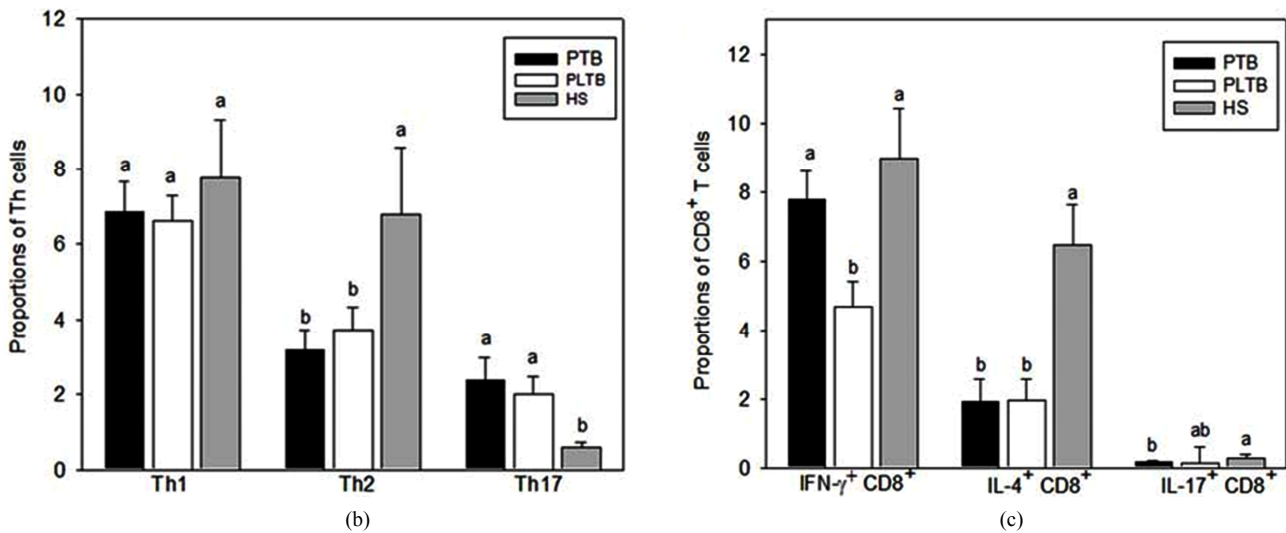 12
10
8
6
4
2
0
Proportions of Th cells
PTB
PLTB
HS
a
a
a
b
b
a
a
a
b
Th1
Th2
Th17
(b)
12
10
8
6
4
2
0
Proportions of CD8⁺ T cells
PTB
PLTB
HS
a
b
a
b
b
a
b
ab
a
IFN-γ⁺ CD8⁺
IL-4⁺ CD8⁺
IL-17⁺ CD8⁺
(c)